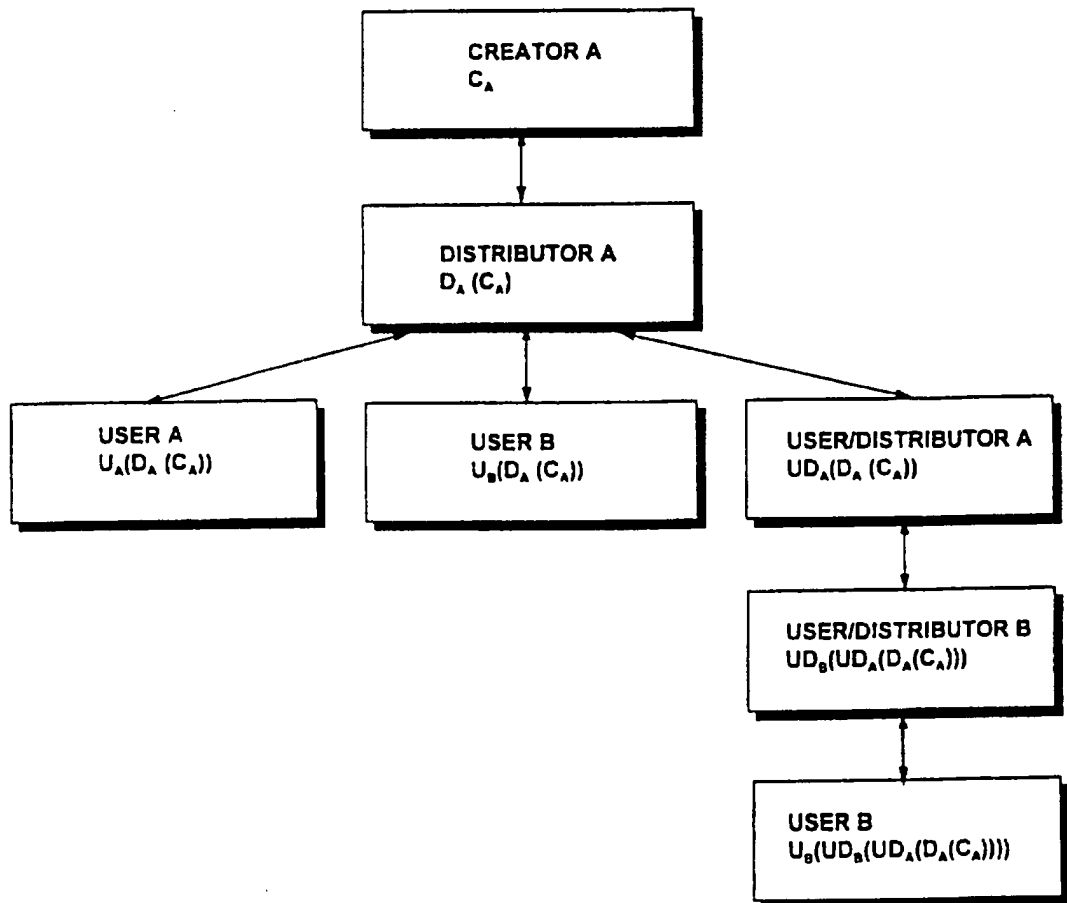 CREATOR A
C_A
DISTRIBUTOR A
D_A (C_A)
USER A
U_A(D_A (C_A))
USER B
U_B(D_A (C_A))
USER/DISTRIBUTOR A
UD_A(D_A (C_A))
USER/DISTRIBUTOR B
UD_B(UD_A(D_A(C_A)))
USER B
U_B(UD_B(UD_A(D_A(C_A))))